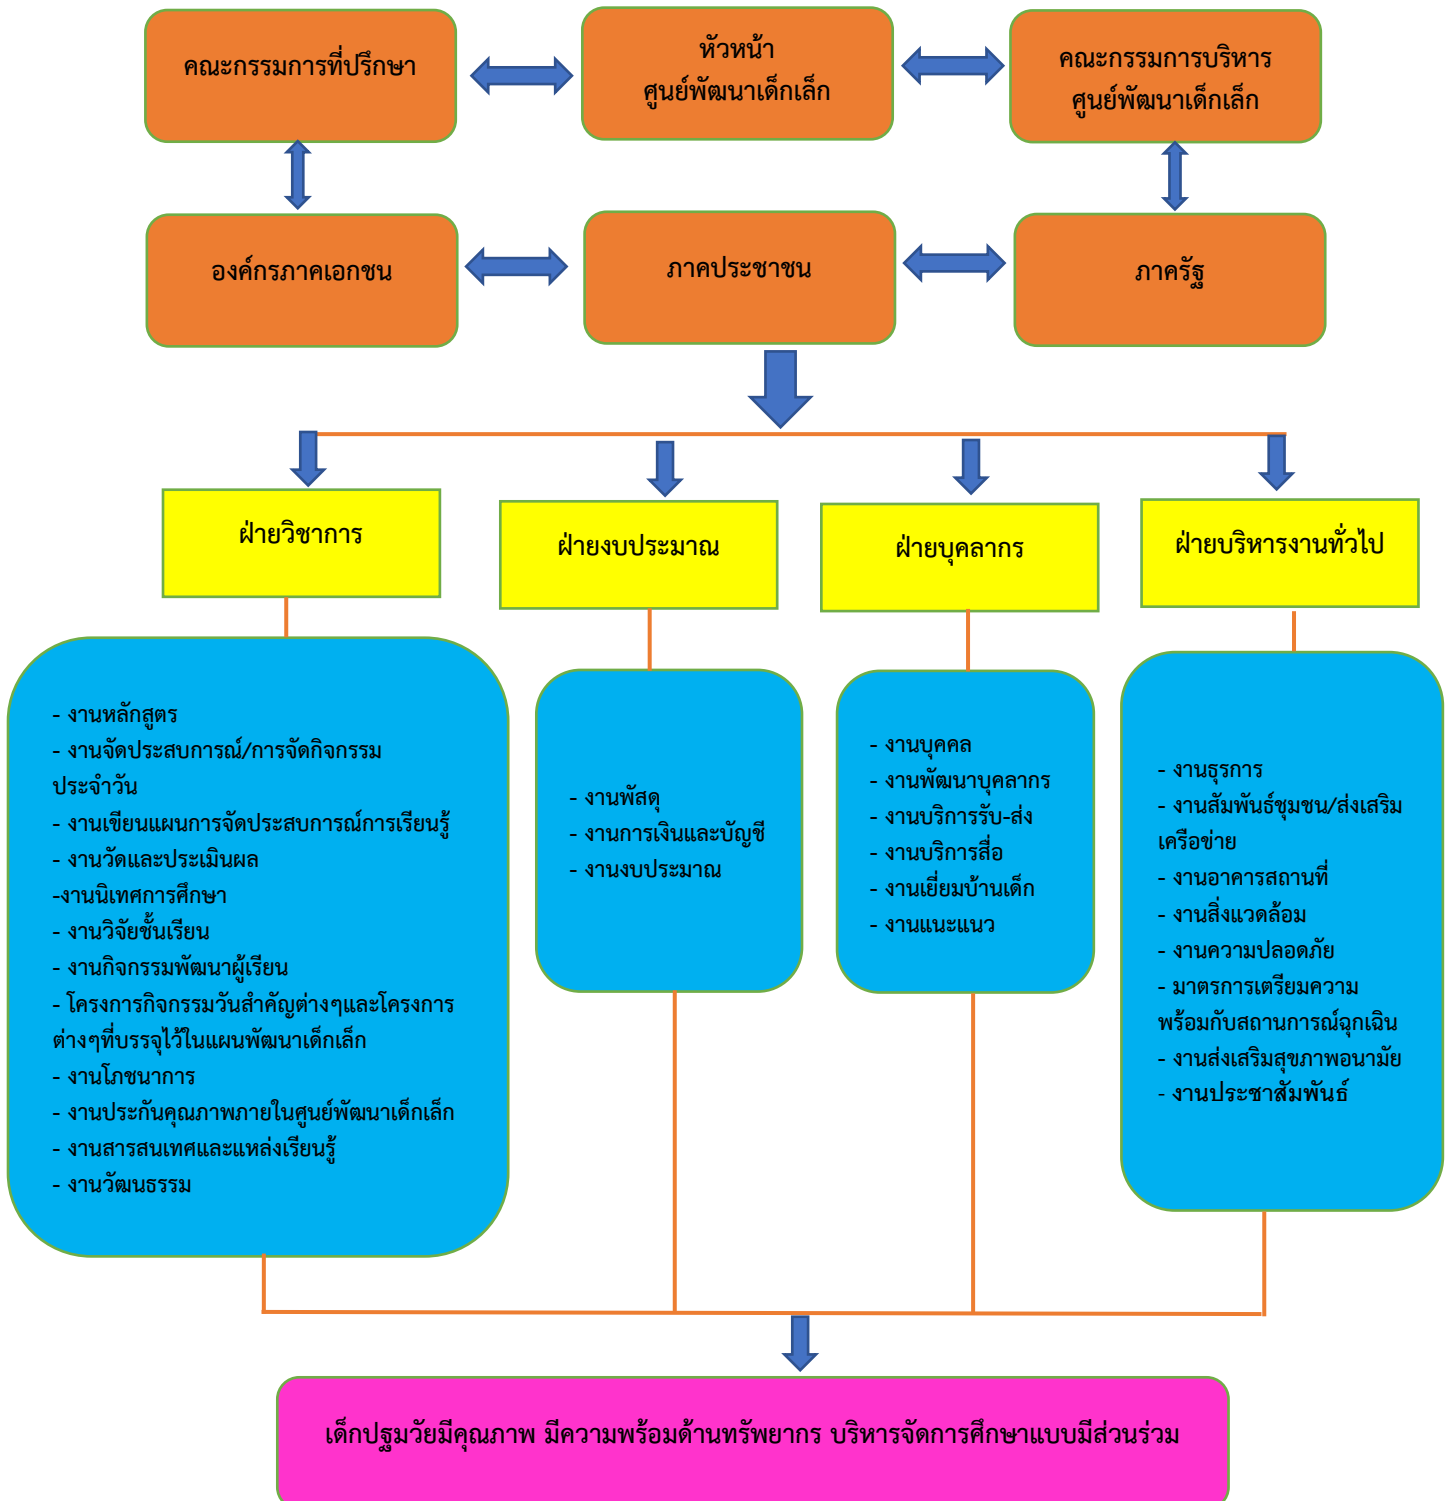 คณะกรรมการที่ปรึกษา
หัวหน้า
ศูนย์พัฒนาเด็กเล็ก
คณะกรรมการบริหาร
ศูนย์พัฒนาเด็กเล็ก
องค์กรภาคเอกชน
ภาคประชาชน
ภาครัฐ
ฝ่ายวิชาการ
ฝ่ายงบประมาณ
ฝ่ายบุคลากร
ฝ่ายบริหารงานทั่วไป
- งานหลักสูตร
- งานจัดประสบการณ์/การจัดกิจกรรม
ประจำวัน
- งานเขียนแผนการจัดประสบการณ์การเรียนรู้
- งานวัดและประเมินผล
-งานนิเทศการศึกษา
- งานวิจัยชั้นเรียน
- งานกิจกรรมพัฒนาผู้เรียน
- โครงการกิจกรรมวันสำคัญต่างๆและโครงการ
ต่างๆที่บรรจุไว้ในแผนพัฒนาเด็กเล็ก
- งานโภชนาการ
- งานประกันคุณภาพภายในศูนย์พัฒนาเด็กเล็ก
- งานสารสนเทศและแหล่งเรียนรู้
- งานวัฒนธรรม
- งานพัสดุ
- งานการเงินและบัญชี
- งานงบประมาณ
- งานบุคคล
- งานพัฒนาบุคลากร
- งานบริการรับ-ส่ง
- งานบริการสื่อ
- งานเยี่ยมบ้านเด็ก
- งานแนะแนว
- งานธุรการ
- งานสัมพันธ์ชุมชน/ส่งเสริม
เครือข่าย
- งานอาคารสถานที่
- งานสิ่งแวดล้อม
- งานความปลอดภัย
- มาตรการเตรียมความ
พร้อมกับสถานการณ์ฉุกเฉิน
- งานส่งเสริมสุขภาพอนามัย
- งานประชาสัมพันธ์
เด็กปฐมวัยมีคุณภาพ มีความพร้อมด้านทรัพยากร บริหารจัดการศึกษาแบบมีส่วนร่วม